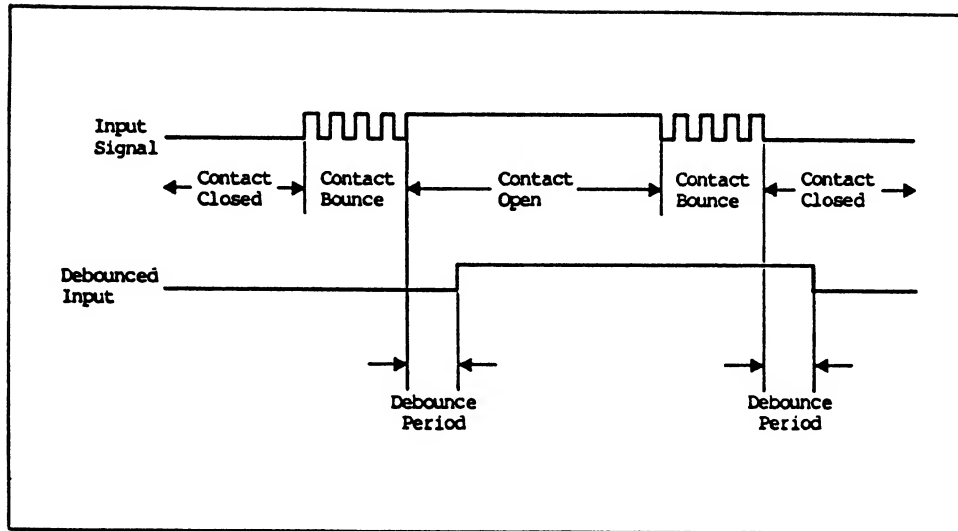 Input
Signal
Contact
Closed
Contact
Bounce
Contact
Open
Contact
Bounce
Contact
Closed
Debounced
Input
Debounce
Period
Debounce
Period